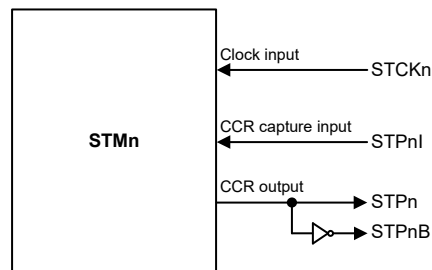 Clock input
STCKn
CCR capture input
STMn
STPnI
CCR output
STPn
STPnB